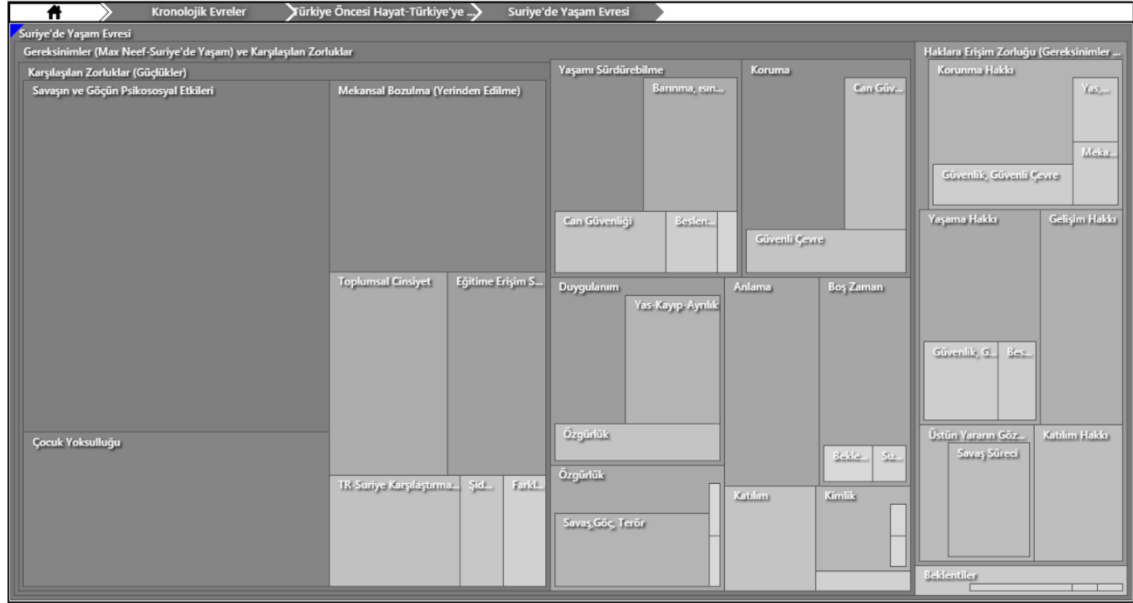 Kronolojik Evreler
Türkiye Öncesi Hayat-Türkiye'ye ...
Suriye'de Yaşam Evresi
Suriye'de Yaşam Evresi
Gereksinimler (Max Neef-Suriye'de Yaşam) ve Karşılaşılan Zorluklar
Karşılaşılan Zorluklar (Güçlükler)
Savaşın ve Göçün Psikososyal Etkileri
Mekansal Bozulma (Yerinden Edilme)
Toplumsal Cinsiyet
Eğitime Erişim S...
Çocuk Yoksulluğu
TR-Suriye Karşılaştırma...
Şid...
Farkl...
Yaşamı Sürdürebilme
Barınma, ısın...
Can Güvenliği
Beslen...
Koruma
Can Güv...
Güvenli Çevre
Duygulanım
Yas-Kayıp-Ayrılık
Özgürlük
Anlama
Boş Zaman
Bekle...
Su...
Özgürlük
Savaş,Göç, Terör
Katılım
Kimlik
Haklara Erişim Zorluğu (Gereksinimler ...
Korunma Hakkı
Yas,...
Meka...
Güvenlik, Güvenli Çevre
Yaşama Hakkı
Gelişim Hakkı
Güvenlik, G...
Bes...
Üstün Yararın Göz...
Savaş Süreci
Katılım Hakkı
Beklentiler